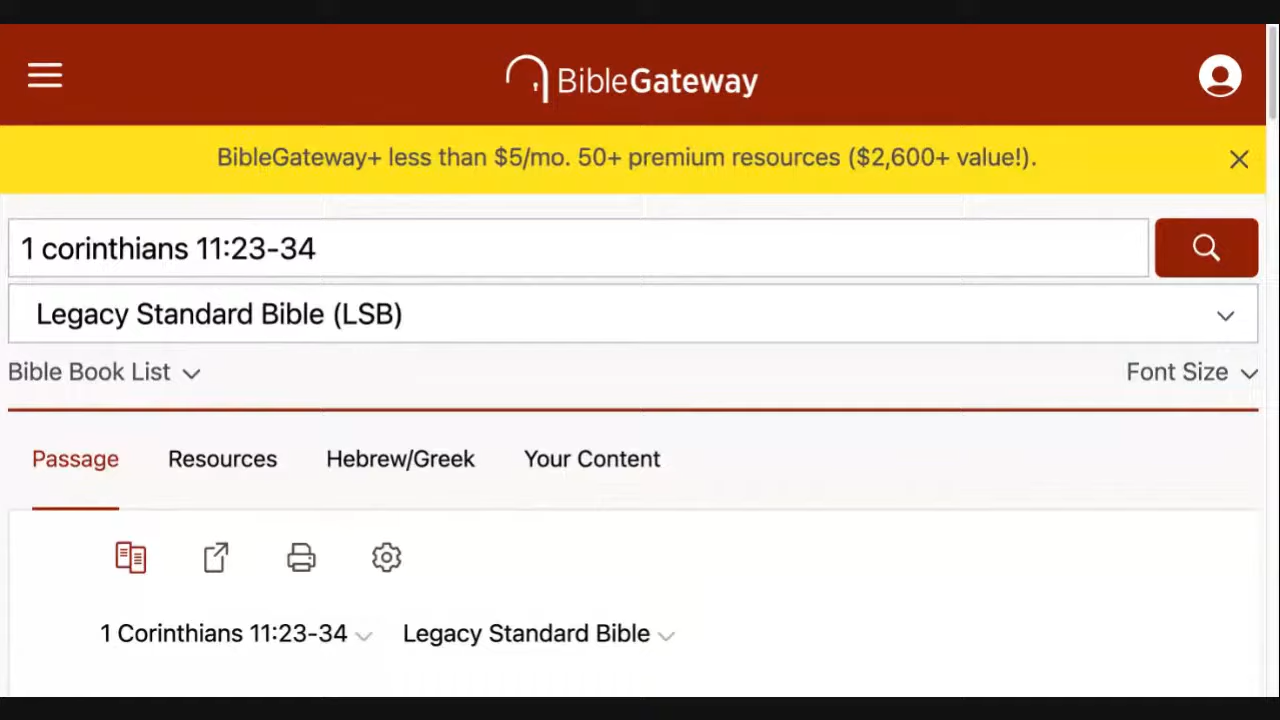 BibleGateway
BibleGateway+ less than $5/mo. 50+ premium resources ($2,600+ value!).
1 corinthians 11:23-34
Legacy Standard Bible (LSB)
Bible Book List Font Size
Passage Resources Hebrew/Greek Your Content
1 Corinthians 11:23-34 Legacy Standard Bible